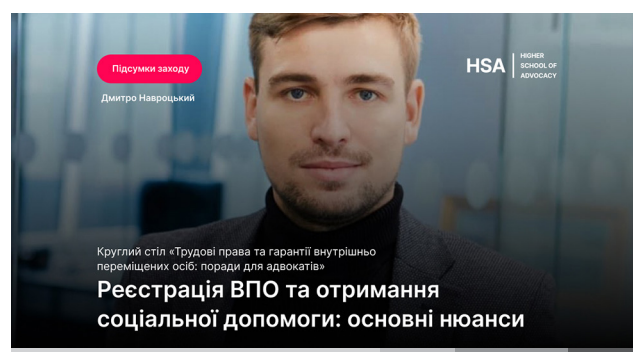 Підсумки заходу
HSA
HIGHER
SCHOOL OF
ADVOCACY
Дмитро Навроцький
Круглий стіл «Трудові права та гарантії внутрішньо
переміщених осіб: поради для адвокатів»
Реєстрація ВПО та отримання
соціальної допомоги: основні нюанси